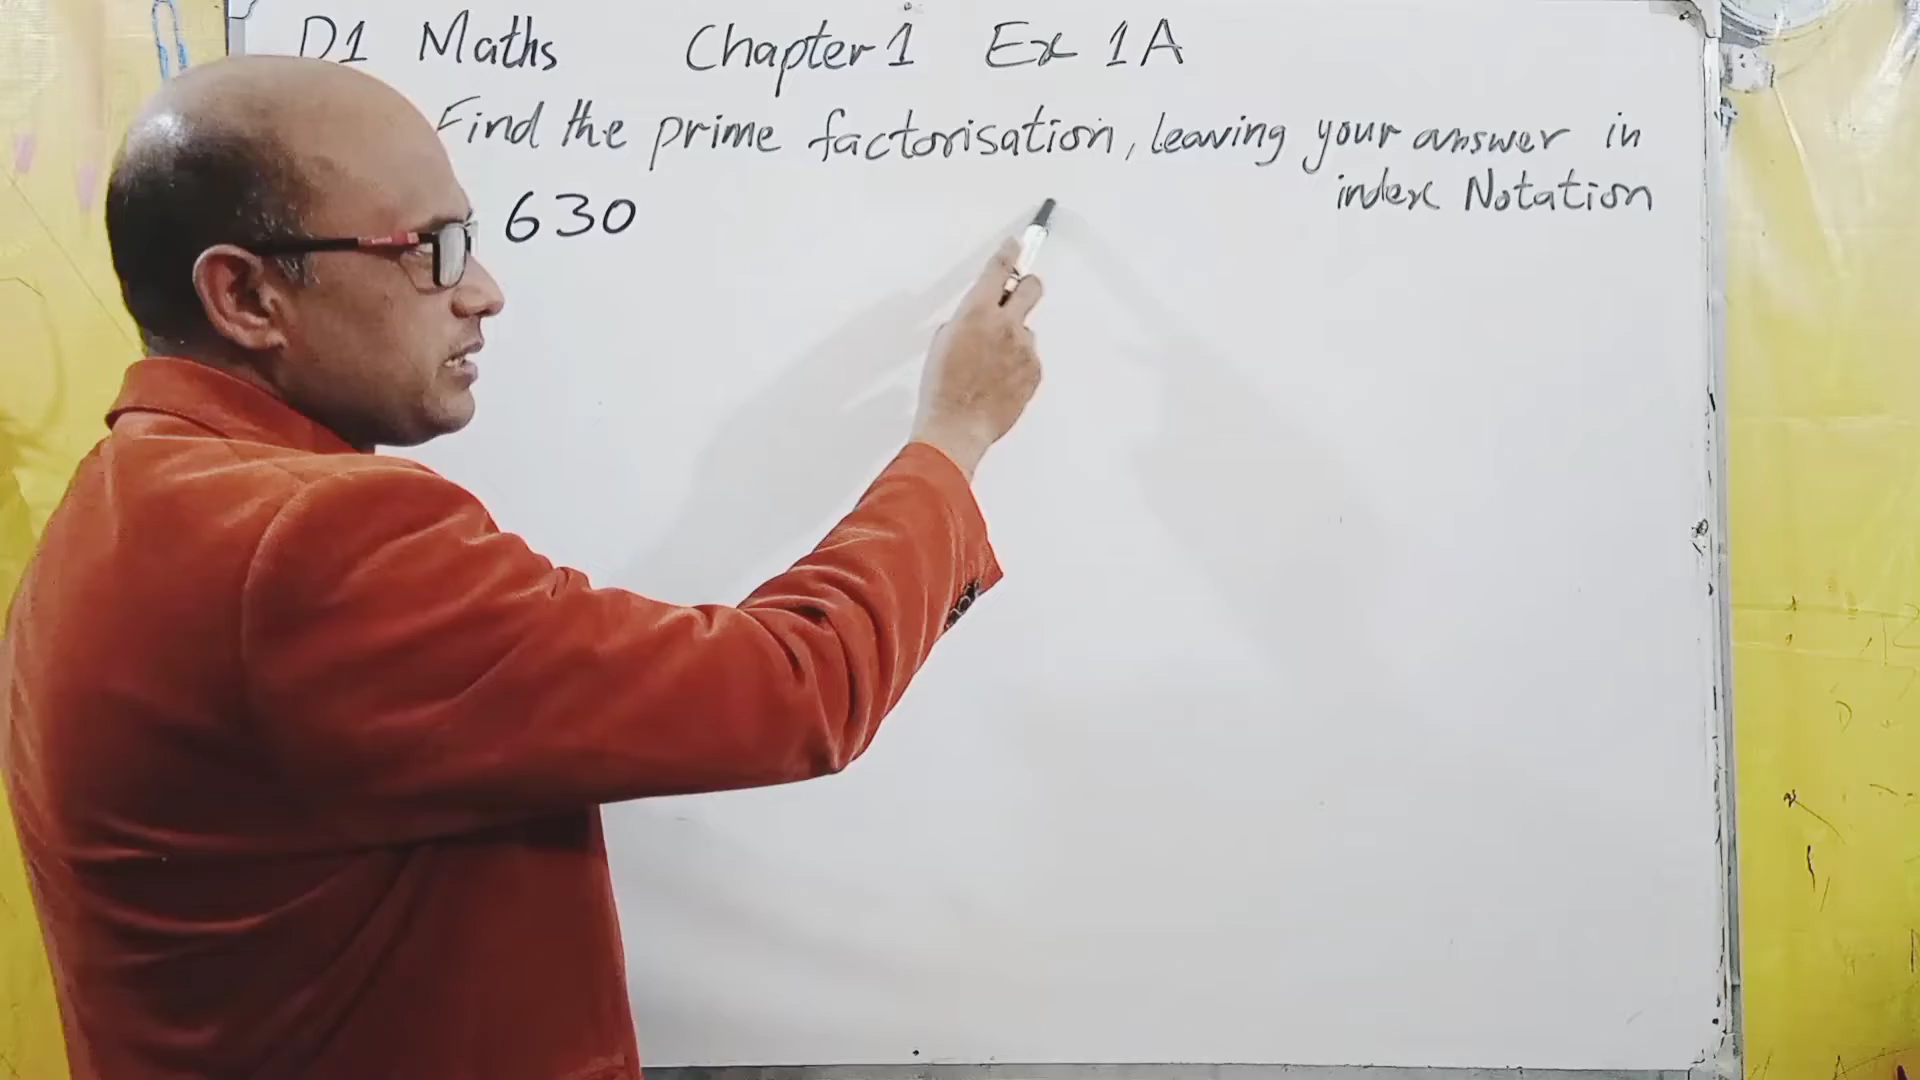 D1 Maths Chapter 1 Ex 1A
Find the prime factorisation, leaving your answer in
index Notation
630